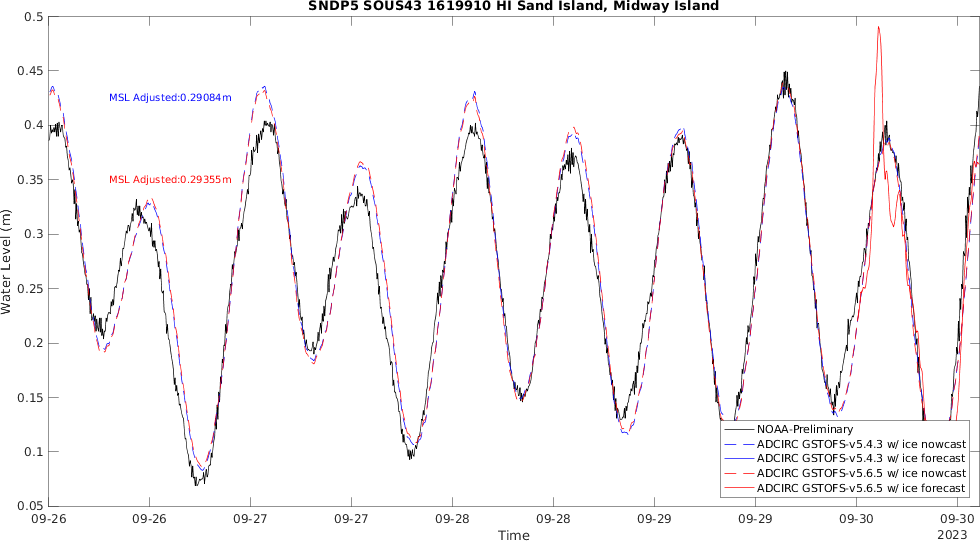 SNDP5 SOUS43 1619910 HI Sand Island, Midway Island
0.5
0.45
0.4
0.35
0.3
0.25
0.2
0.15
0.1
0.05
Water Level (m)
MSL Adjusted:0.29084m
MSL Adjusted:0.29355m
NOAA-Preliminary
ADCIRC GSTOFS-v5.4.3 w/ ice nowcast
ADCIRC GSTOFS-v5.4.3 w/ ice forecast
ADCIRC GSTOFS-v5.6.5 w/ ice nowcast
ADCIRC GSTOFS-v5.6.5 w/ ice forecast
09-26 09-26 09-27 09-27 09-28 09-28 09-29 09-29 09-30 09-30
Time
2023